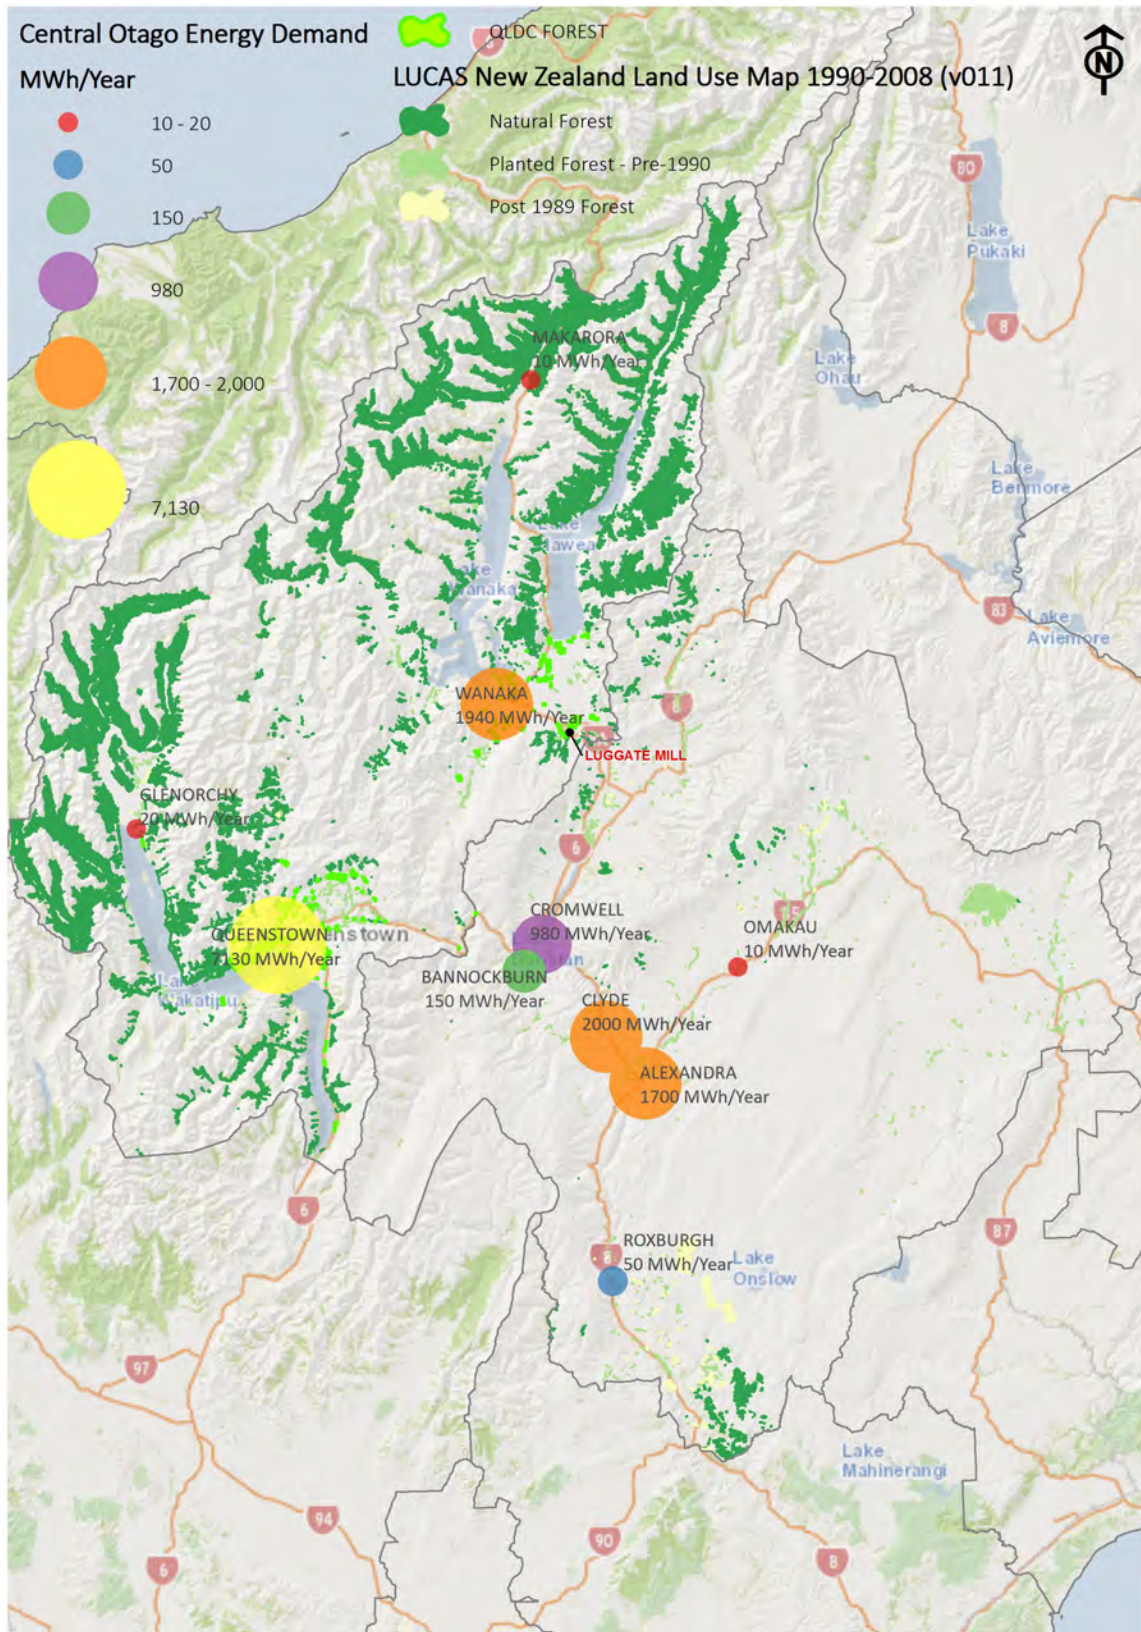 Central Otago Energy Demand
QLDC FOREST
6
N
MWh/Year
LUCAS New Zealand Land Use Map 1990-2008 (v011)
10 - 20
Natural Forest
50
Planted Forest - Pre-1990
80
150
Post 1989 Forest
Lake
Pukaki
980
8
MAKARORA
10 MWh/Year
Lake
Ohau
1,700 - 2,000
Lake
Benmore
7,130
Lake
Hawea
Lake
Wanaka
83
Lake
Aviemore
WANAKA
1940 MWh/Year
8
LUGGATE MILL
GLENORCHY
20 MWh/Year
6
CROMWELL
980 MWh/Year
OMAKAU
10 MWh/Year
QUEENSTOWN
7130 MWh/Year
BANNOCKBURN
150 MWh/Year
Lake
Wakatipu
CLYDE
2000 MWh/Year
ALEXANDRA
1700 MWh/Year
6
87
ROXBURGH
50 MWh/Year
8
Lake
Onslow
97
Lake
Mahinerangi
94
90
6
8